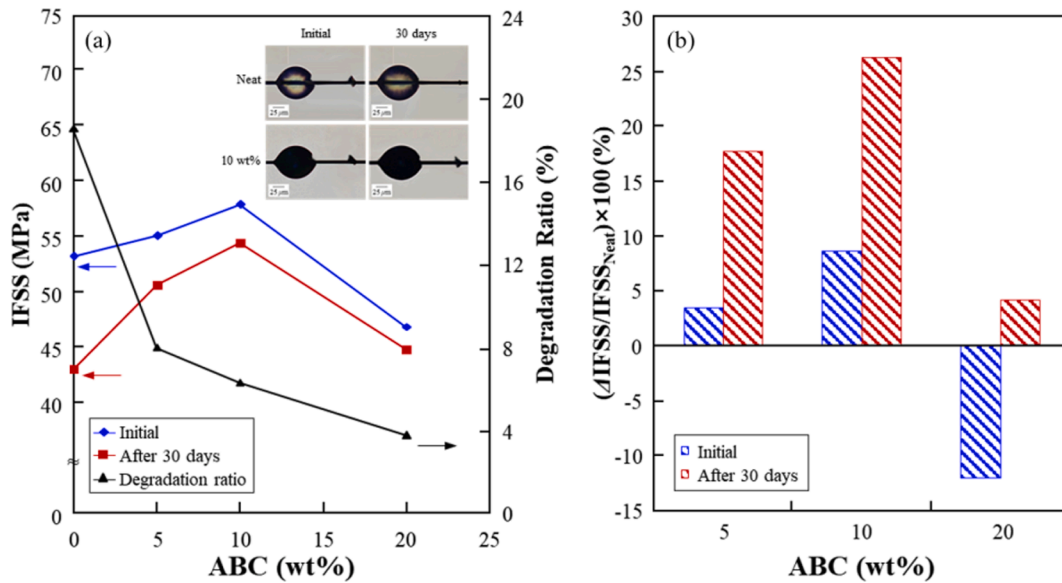 (a)
75
70
65
60
55
50
45
40
0
IFSS (MPa)
Initial
30 days
Neat
10 wt%
25 μm
25 μm
25 μm
25 μm
Initial
After 30 days
Degradation ratio
24
20
16
12
8
4
0
Degradation Ratio (%)
0 5 10 15 20 25
ABC (wt%)
(b)
30
25
20
15
10
5
0
-5
-10
-15
(ΔIFSS/IFSSNeat)×100 (%)
Initial
After 30 days
5 10 20
ABC (wt%)